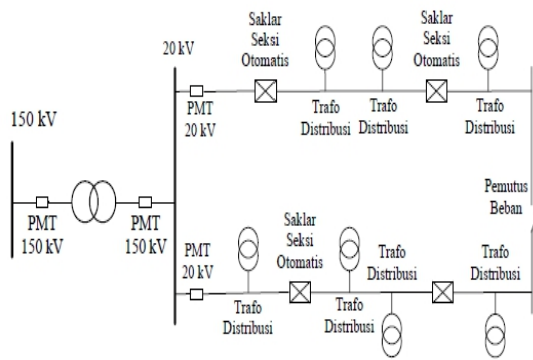 150 kV
PMT
150 kV
PMT
150 kV
20 kV
PMT
20 kV
Saklar
Seksi
Otomatis
Trafo
Distribusi
Trafo
Distribusi
Saklar
Seksi
Otomatis
Trafo
Distribusi
Pemutus
Beban
PMT
20 kV
Trafo
Distribusi
Saklar
Seksi
Otomatis
Trafo
Distribusi
Trafo
Distribusi
Trafo
Distribusi